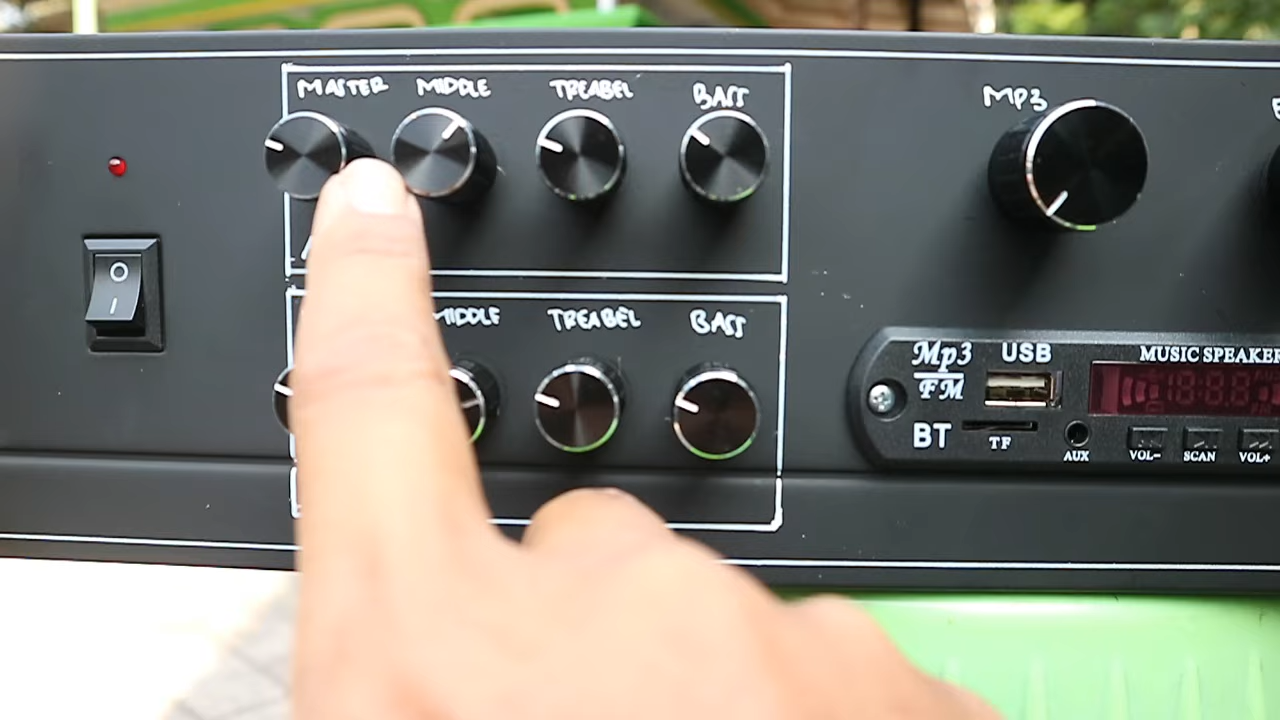 MASTER MIDDLE TREABEL BASS
MP3
MIDDLE TREABEL BASS
Mp3 USB MUSIC SPEAKER
FM
BT TF AUX VOL- SCAN VOL+